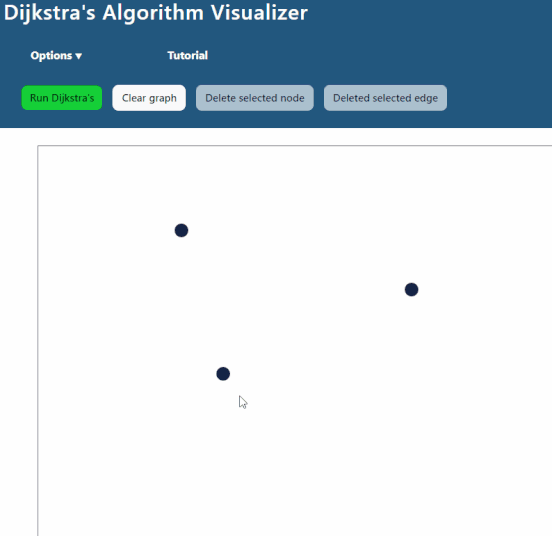 Dijkstra's Algorithm Visualizer
Options ▾ Tutorial
Run Dijkstra's Clear graph Delete selected node Deleted selected edge